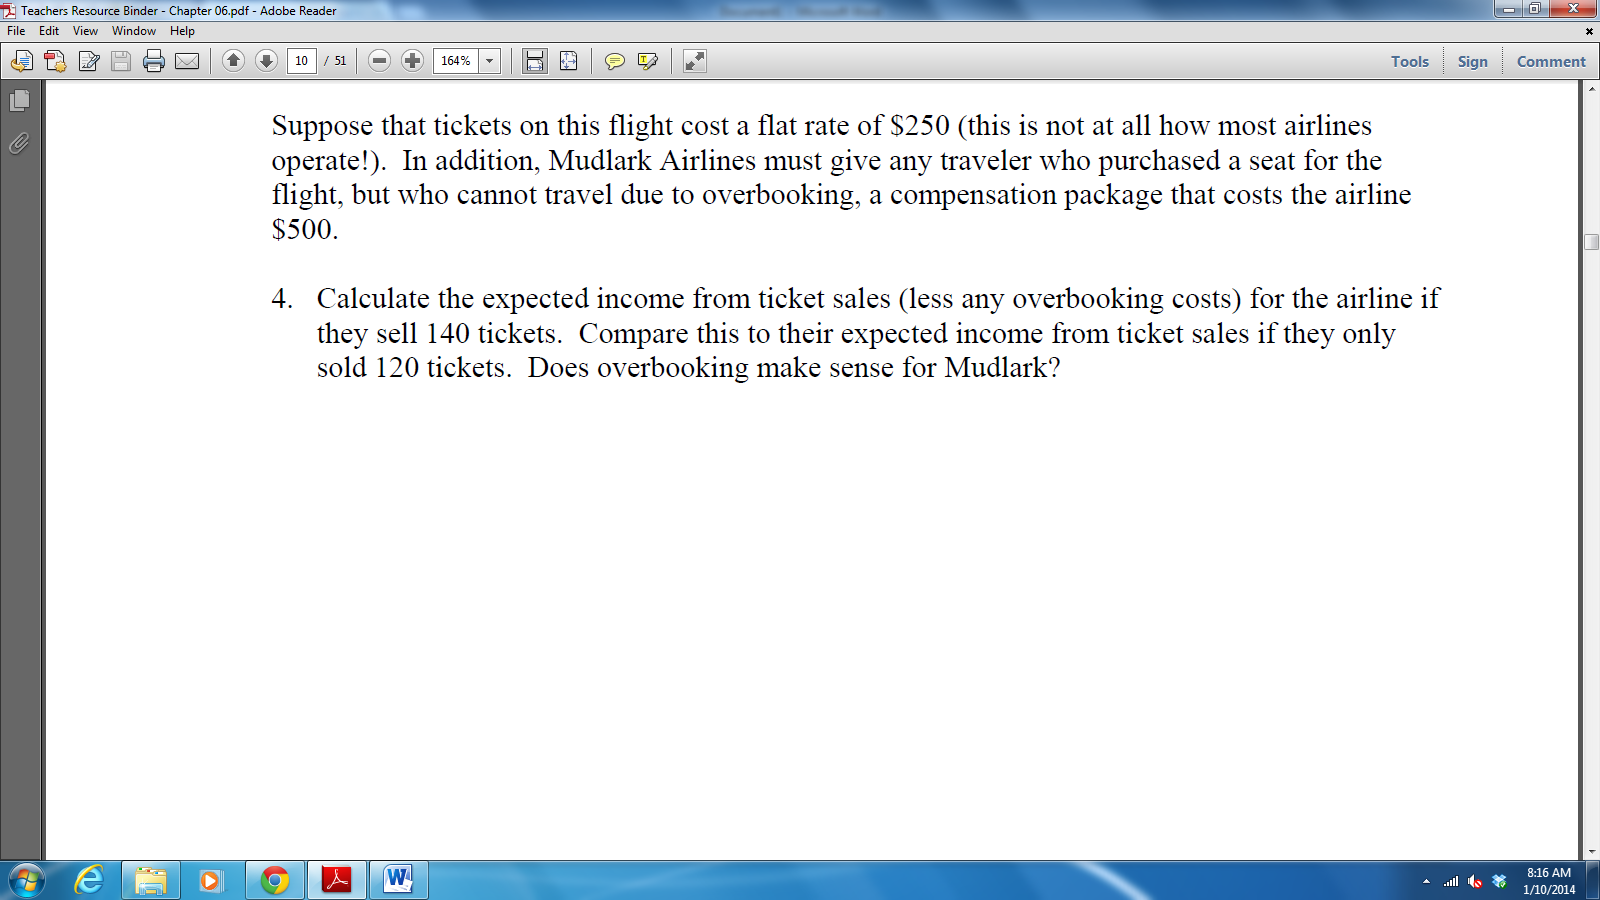 Teachers Resource Binder - Chapter 06.pdf - Adobe Reader
File Edit View Window Help
10 / 51 164% Tools Sign Comment
Suppose that tickets on this flight cost a flat rate of $250 (this is not at all how most airlines
operate!). In addition, Mudlark Airlines must give any traveler who purchased a seat for the
flight, but who cannot travel due to overbooking, a compensation package that costs the airline
$500.
4. Calculate the expected income from ticket sales (less any overbooking costs) for the airline if
they sell 140 tickets. Compare this to their expected income from ticket sales if they only
sold 120 tickets. Does overbooking make sense for Mudlark?
8:16 AM
1/10/2014